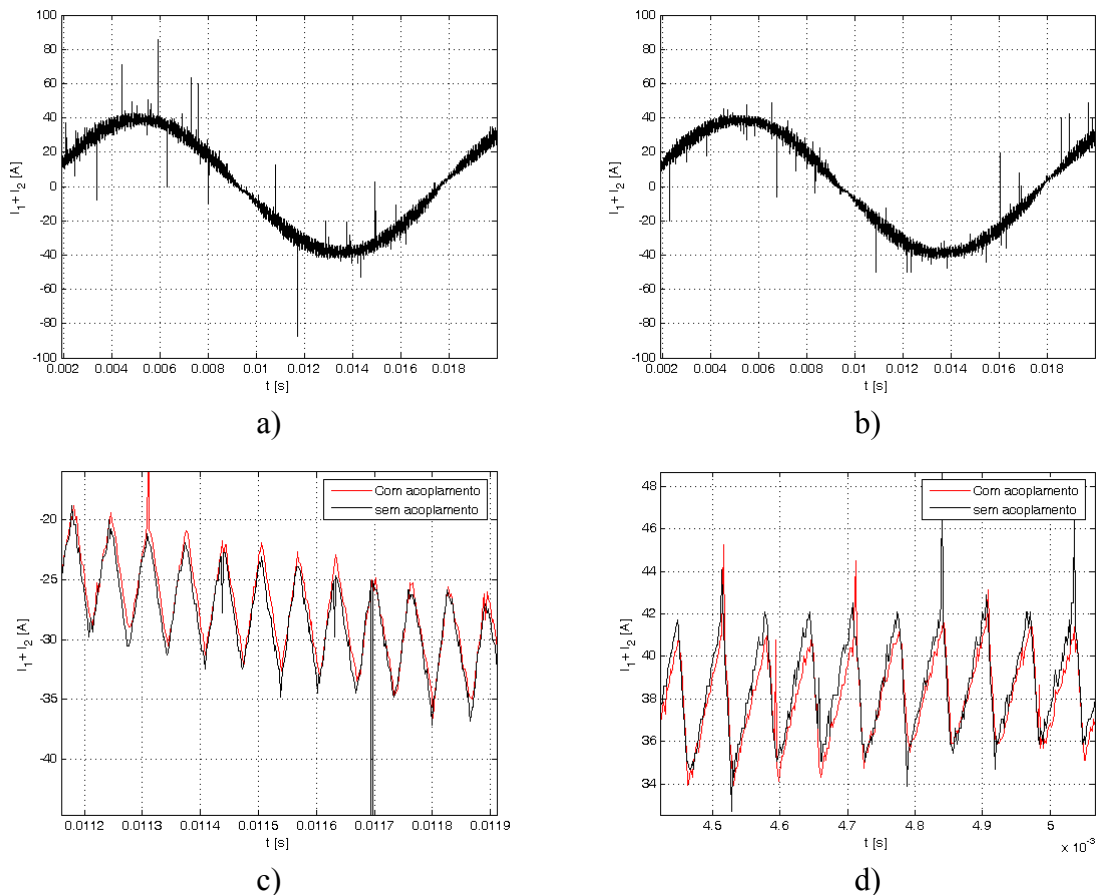 100
80
60
40
20
0
-20
-40
-60
-80
-100
I1 + I2 [A]
0.002 0.004 0.006 0.008 0.01 0.012 0.014 0.016 0.018
t [s]
a)
100
80
60
40
20
0
-20
-40
-60
-80
-100
I1 + I2 [A]
0.002 0.004 0.006 0.008 0.01 0.012 0.014 0.016 0.018
t [s]
b)
Com acoplamento
sem acoplamento
-20
-25
-30
-35
-40
I1 + I2 [A]
0.0112 0.0113 0.0114 0.0115 0.0116 0.0117 0.0118 0.0119
t [s]
c)
Com acoplamento
sem acoplamento
48
46
44
42
40
38
36
34
I1 + I2 [A]
4.5 4.6 4.7 4.8 4.9 5
t [s]
x 10-3
d)